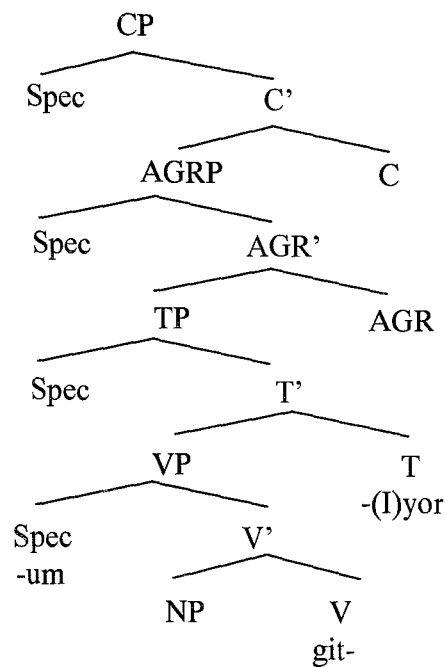 CP
Spec C’
AGRP C
Spec AGR’
TP AGR
Spec T’
VP T
-(I)yor
Spec V’
-um
NP V
git-